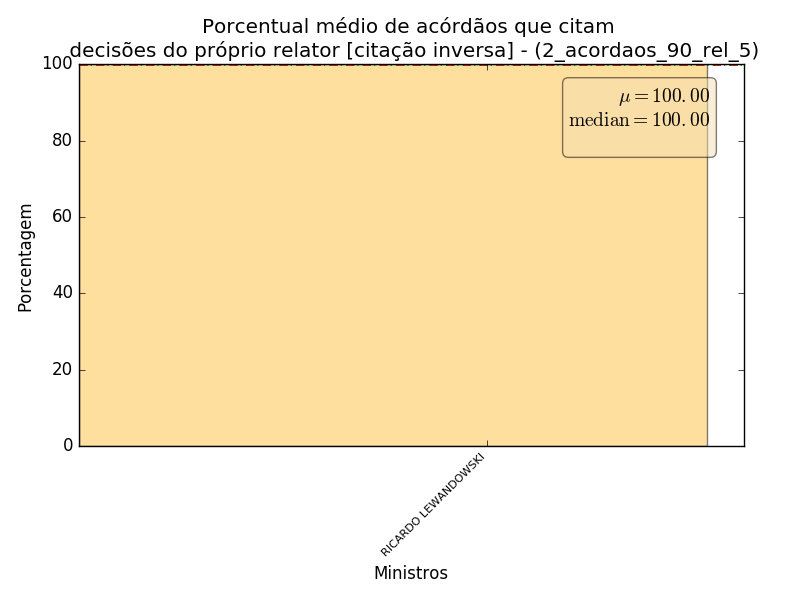 Porcentual médio de acórdãos que citam
decisões do próprio relator [citação inversa] - (2_acordaos_90_rel_5)
100
80
60
40
20
0
μ = 100.00
median = 100.00
Porcentagem
RICARDO LEWANDOWSKI
Ministros